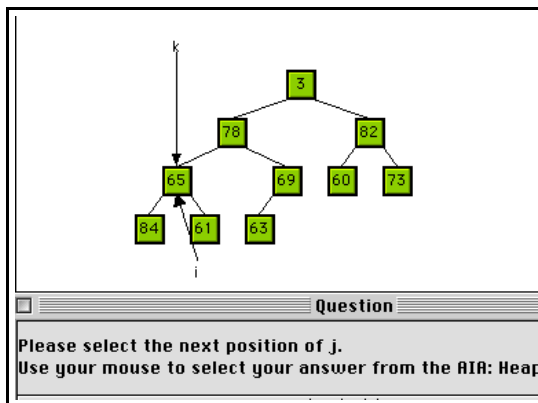 k
3
78 82
65 69 60 73
84 61 63
i
Question
Please select the next position of j.
Use your mouse to select your answer from the AIA: Heap